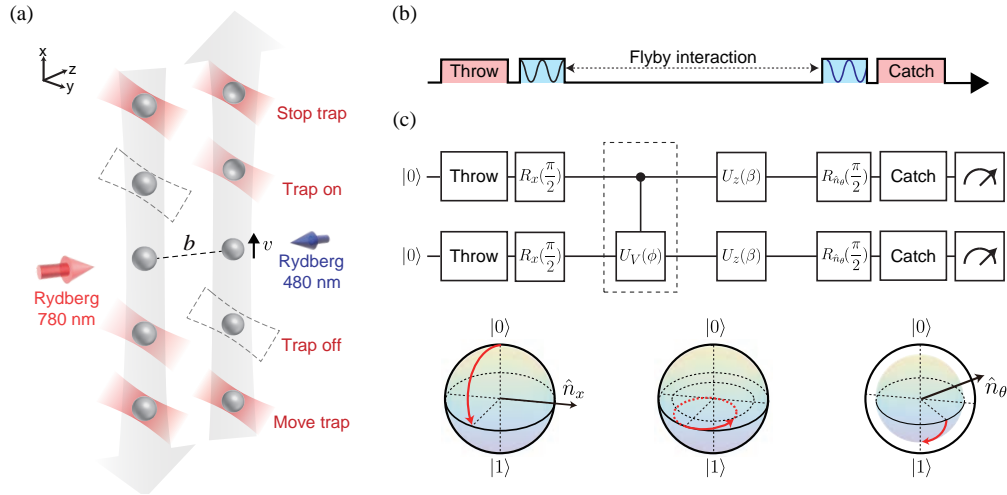 (a)
x
z
y
Stop trap
Trap on
b
v
Rydberg
780 nm
Rydberg
480 nm
Trap off
Move trap
(b)
Throw
Flyby interaction
Catch
(c)
|0⟩
Throw
R_x(π/2)
U_z(β)
R_{n̂_θ}(π/2)
Catch
|0⟩
Throw
R_x(π/2)
U_V(ϕ)
U_z(β)
R_{n̂_θ}(π/2)
Catch
|0⟩
|0⟩
|0⟩
n̂_x
n̂_θ
|1⟩
|1⟩
|1⟩